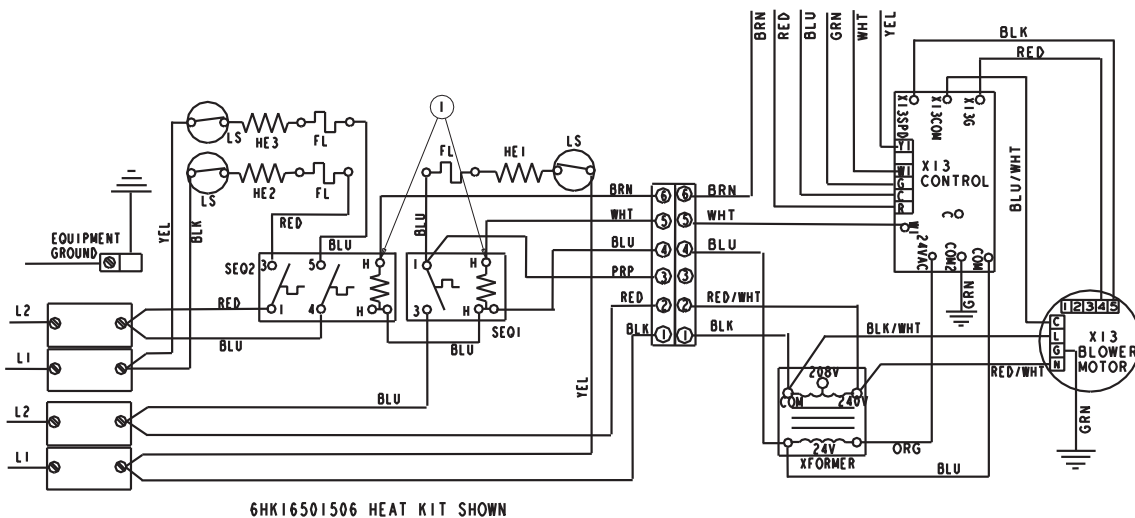 BRN
RED
BLU
GRN
WHT
YEL
BLK
RED
X13SPD
X13COM
X13G
Y1
W1
G
C
R
X13
CONTROL
C
W1
24VAC
COM2
COM
BLU/WHT
GRN
1
LS
HE3
FL
LS
HE2
FL
FL
HE1
LS
YEL
BLK
RED
BLU
BLU
EQUIPMENT
GROUND
SEQ2
3
5
H
1
4
H
H
1
H
3
H
SEQ1
RED
BLU
BLU
BRN
6
6
BRN
WHT
5
5
WHT
BLU
4
4
BLU
PRP
3
3
RED
2
2
RED/WHT
BLK
1
1
BLK
L2
L1
L2
L1
BLU
YEL
BLK/WHT
RED/WHT
1
2
3
4
5
C
L
G
N
X13
BLOWER
MOTOR
GRN
208V
COM
240V
24V
XFORMER
ORG
BLU
6HK16501506 HEAT KIT SHOWN